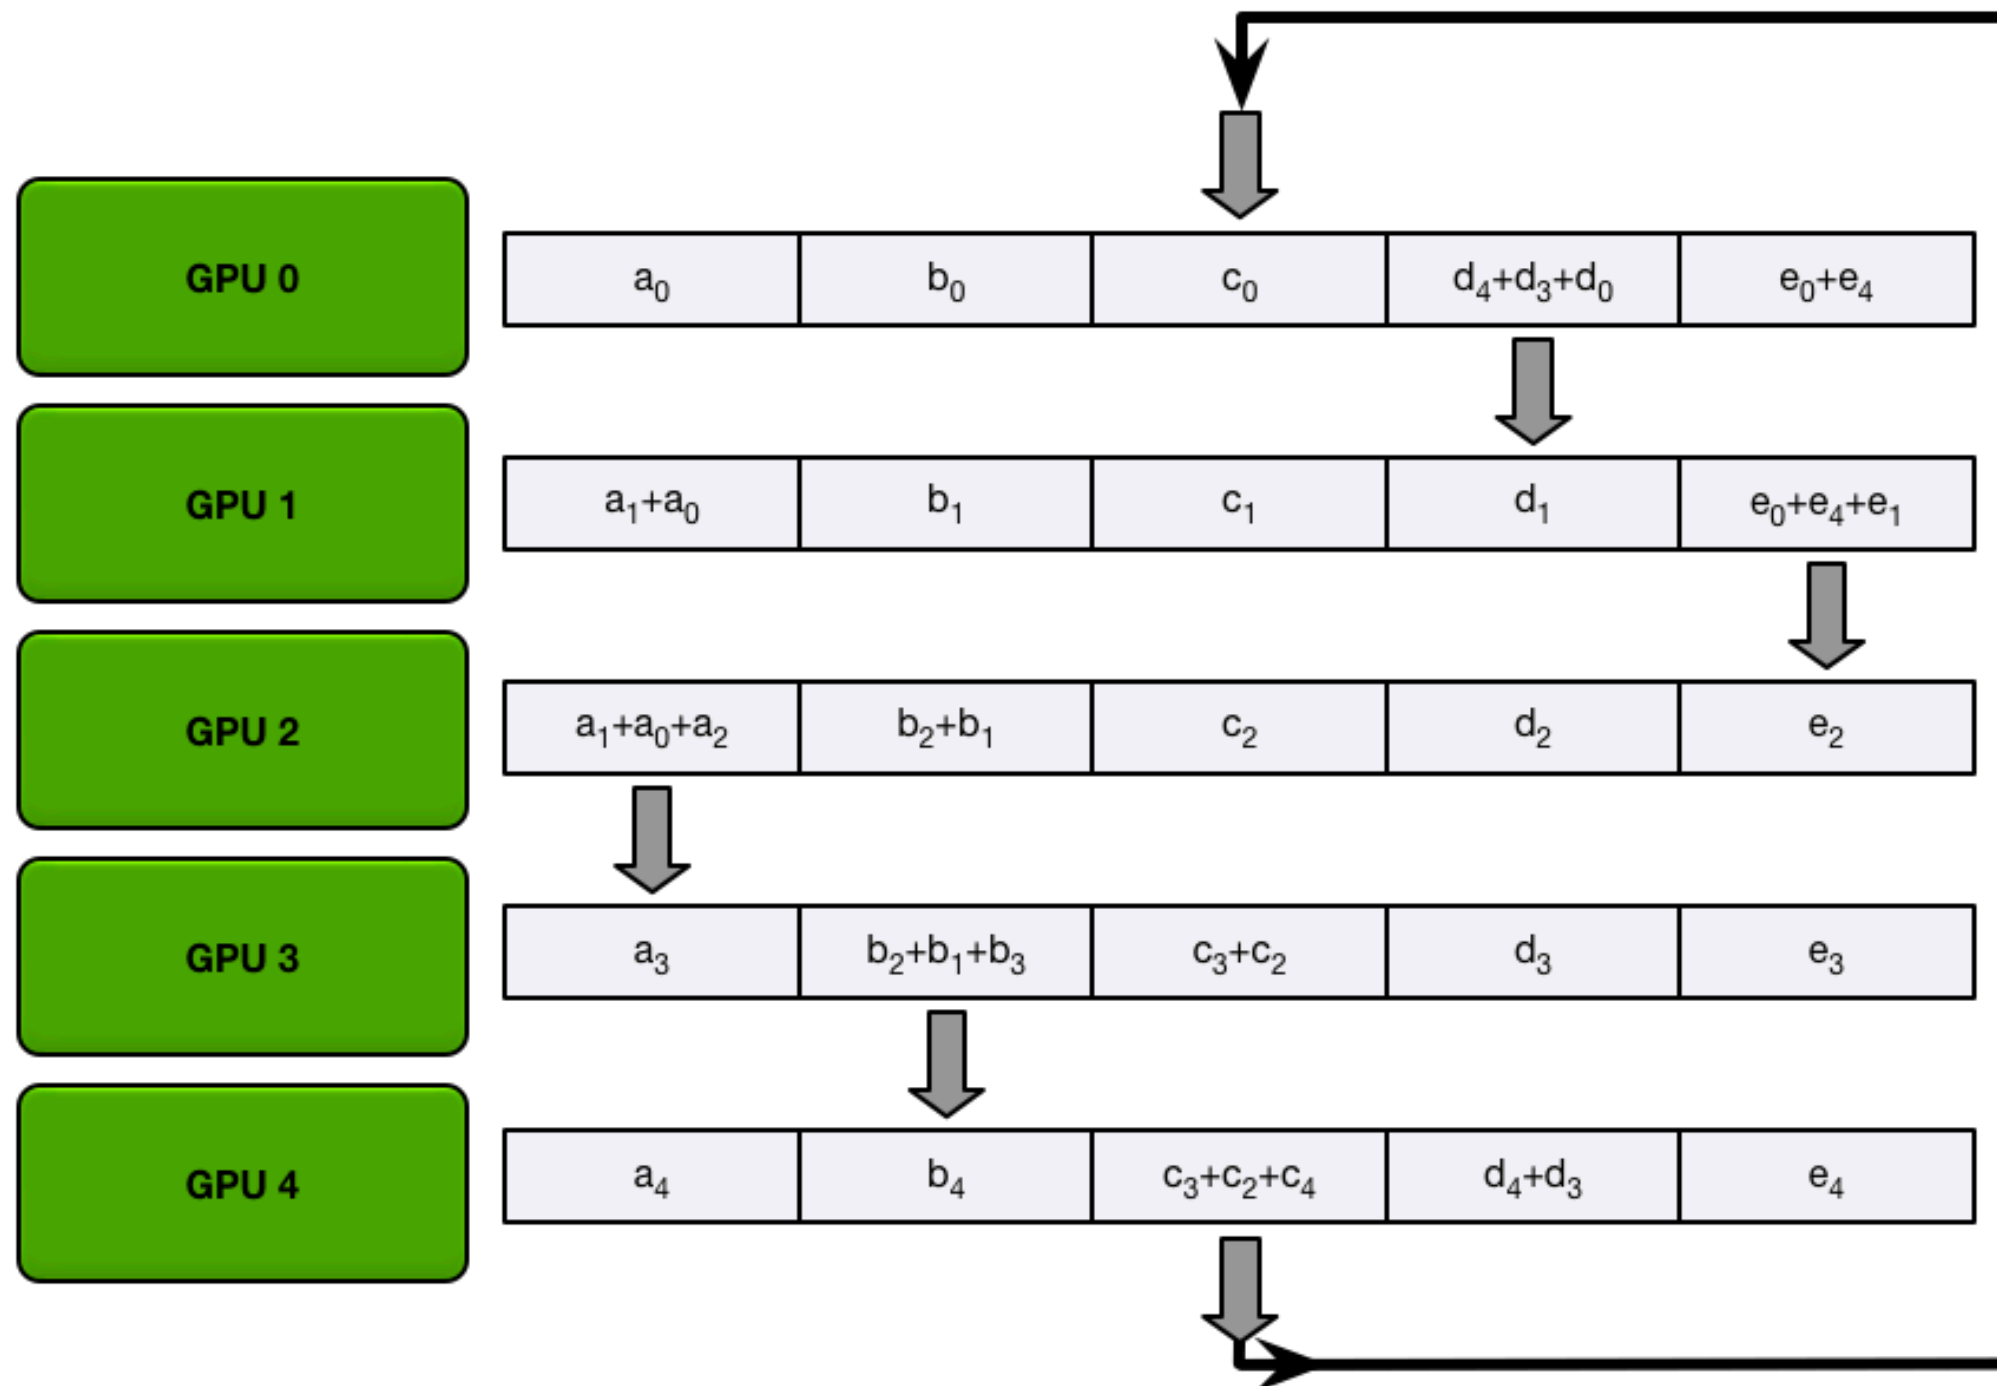 GPU 0 a₀ b₀ c₀ d₄+d₃+d₀ e₀+e₄
GPU 1 a₁+a₀ b₁ c₁ d₁ e₀+e₄+e₁
GPU 2 a₁+a₀+a₂ b₂+b₁ c₂ d₂ e₂
GPU 3 a₃ b₂+b₁+b₃ c₃+c₂ d₃ e₃
GPU 4 a₄ b₄ c₃+c₂+c₄ d₄+d₃ e₄